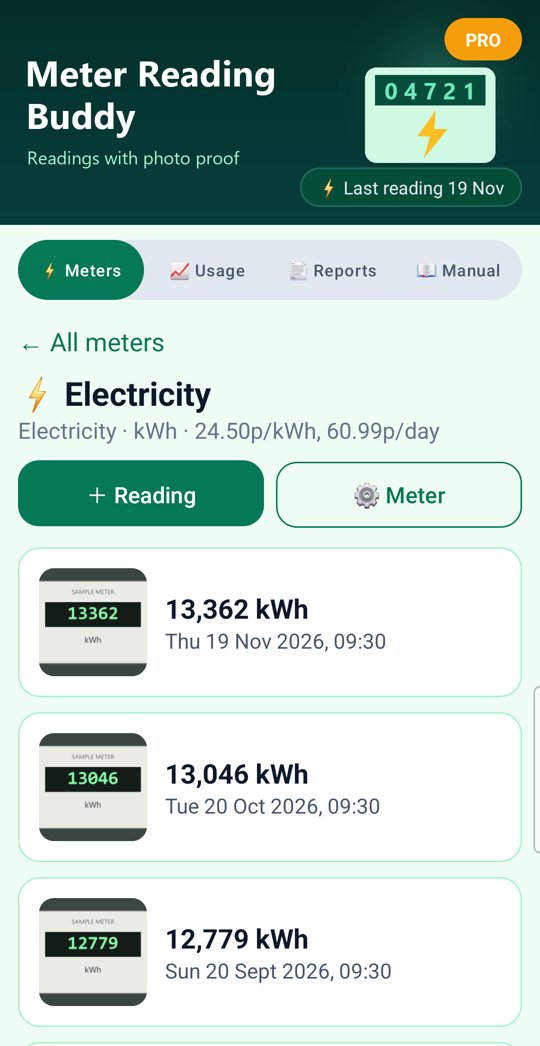 PRO
Meter Reading
Buddy
Readings with photo proof
04721
Last reading 19 Nov
Meters
Usage
Reports
Manual
← All meters
Electricity
Electricity · kWh · 24.50p/kWh, 60.99p/day
+ Reading
Meter
SAMPLE METER
13362
kWh
13,362 kWh
Thu 19 Nov 2026, 09:30
SAMPLE METER
13046
kWh
13,046 kWh
Tue 20 Oct 2026, 09:30
SAMPLE METER
12779
kWh
12,779 kWh
Sun 20 Sept 2026, 09:30